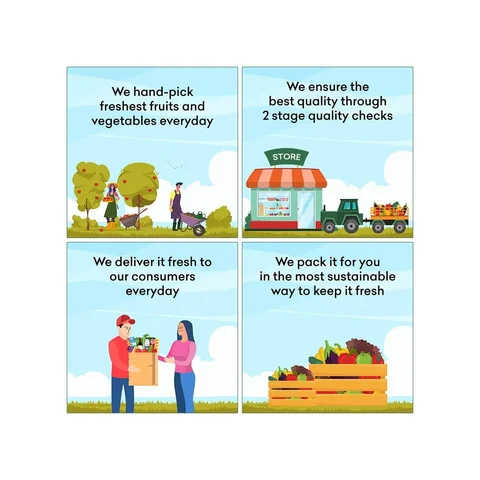 We hand-pick
freshest fruits and
vegetables everyday
We ensure the
best quality through
2 stage quality checks
STORE
We deliver it fresh to
our consumers
everyday
We pack it for you
in the most sustainable
way to keep it fresh